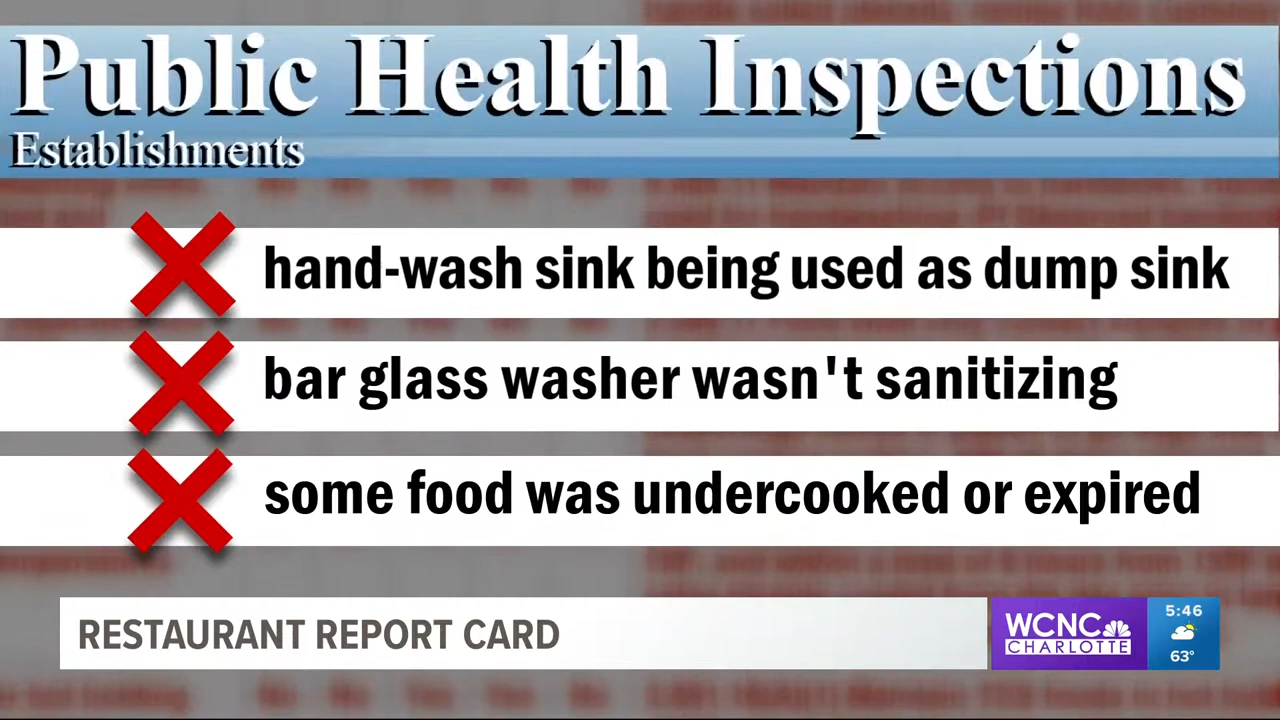 Public Health Inspections
Establishments
hand-wash sink being used as dump sink
bar glass washer wasn't sanitizing
some food was undercooked or expired
RESTAURANT REPORT CARD
WCNC
CHARLOTTE
5:46
63°